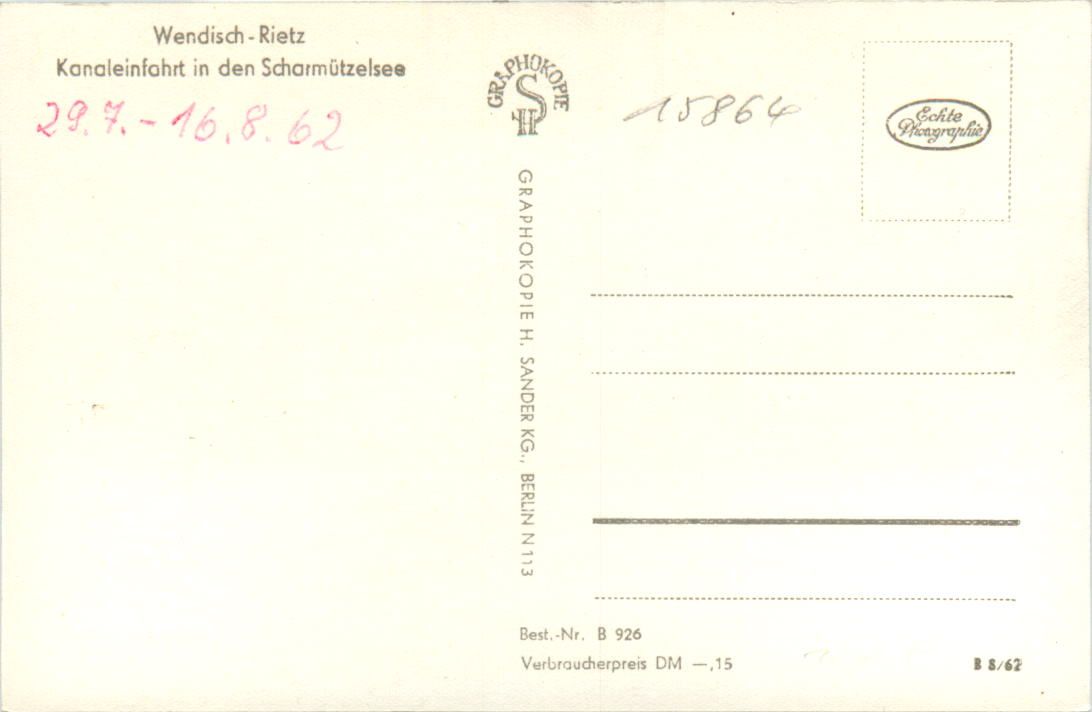 Wendisch-Rietz
Kanaleinfahrt in den Scharmützelsee
29.7.-16.8.62
GRAPHOKOPIE
HS
15864
Echte
Photographie
GRAPHOKOPIE H. SANDER KG., BERLIN N 113
Best.-Nr. B 926
Verbraucherpreis DM —,15
B 8/62